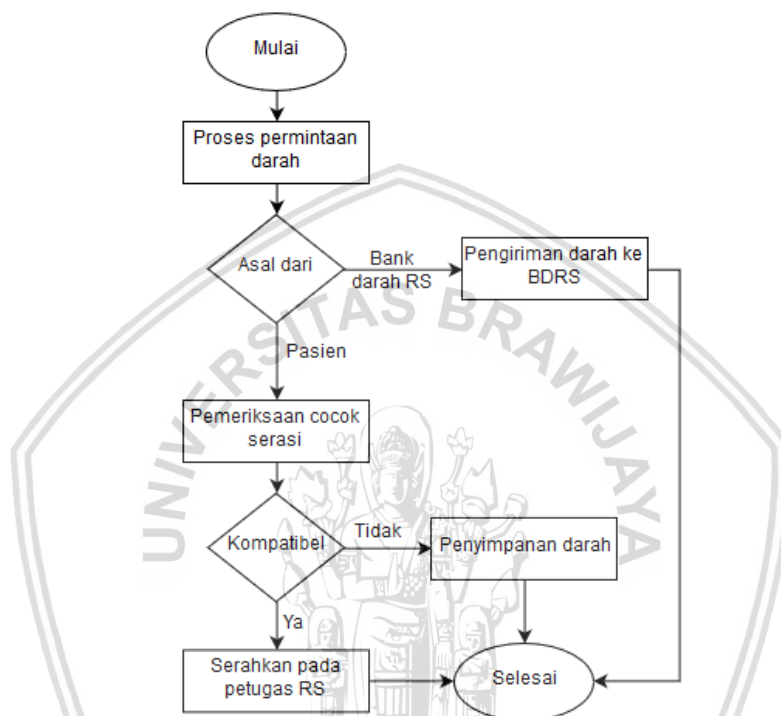 Mulai
Proses permintaan
darah
Asal dari
Bank
darah RS
Pengiriman darah ke
BDRS
Pasien
Pemeriksaan cocok
serasi
Kompatibel
Tidak
Penyimpanan darah
Ya
Serahkan pada
petugas RS
Selesai
UNIVERSITAS BRAWIJAYA